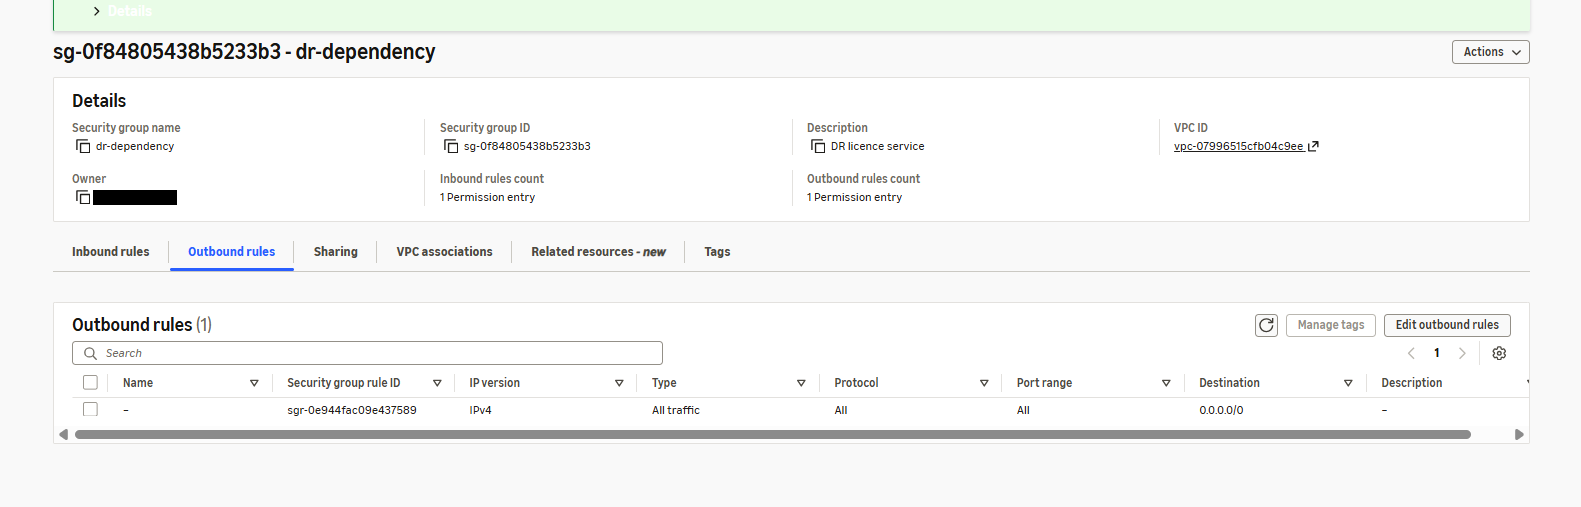 Details
sg-0f84805438b5233b3 - dr-dependency
Actions
Details
Security group name
dr-dependency
Security group ID
sg-0f84805438b5233b3
Description
DR licence service
VPC ID
vpc-07996515cfb04c9ee
Owner
Inbound rules count
1 Permission entry
Outbound rules count
1 Permission entry
Inbound rules
Outbound rules
Sharing
VPC associations
Related resources - new
Tags
Outbound rules (1)
Manage tags
Edit outbound rules
Search
1
Name
Security group rule ID
IP version
Type
Protocol
Port range
Destination
Description
– sgr-0e944fac09e437589 IPv4 All traffic All All 0.0.0.0/0 –